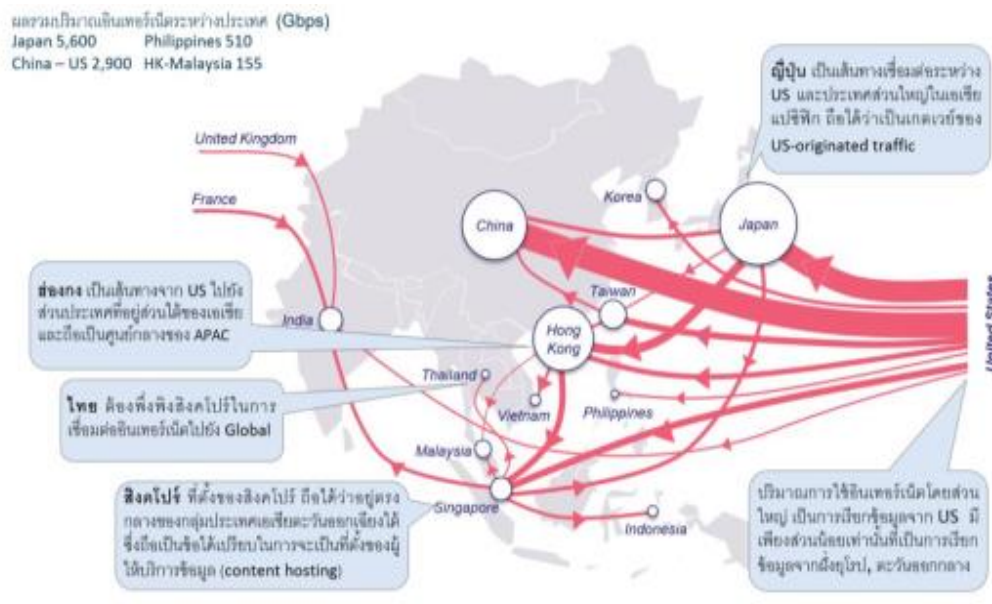 ผลรวมปริมาณอินเทอร์เน็ตระหว่างประเทศ (Gbps)
Japan 5,600 Philippines 510
China – US 2,900 HK-Malaysia 155
ญี่ปุ่น เป็นเส้นทางเชื่อมต่อระหว่าง
US และประเทศส่วนใหญ่ในเอเชีย
แปซิฟิก ถือได้ว่าเป็นเกตเวย์ของ
US-originated traffic
United Kingdom
France
Korea
China
Japan
Taiwan
India
Hong
Kong
United States
ฮ่องกง เป็นเส้นทางจาก US ไปยัง
ส่วนประเทศที่อยู่ส่วนใต้ของเอเชีย
และถือเป็นศูนย์กลางของ APAC
Thailand
Vietnam
Philippines
ไทย ต้องพึ่งพิงสิงคโปร์ในการ
เชื่อมต่ออินเทอร์เน็ตไปยัง Global
Malaysia
Singapore
Indonesia
สิงคโปร์ ที่ตั้งของสิงคโปร์ ถือได้ว่าอยู่ตรง
กลางของกลุ่มประเทศเอเชียตะวันออกเฉียงใต้
ซึ่งถือเป็นข้อได้เปรียบในการจะเป็นที่ตั้งของผู้
ให้บริการข้อมูล (content hosting)
ปริมาณการใช้อินเทอร์เน็ตโดยส่วน
ใหญ่ เป็นการเรียกข้อมูลจาก US มี
เพียงส่วนน้อยเท่านั้นที่เป็นการเรียก
ข้อมูลจากฝั่งยุโรป, ตะวันออกกลาง